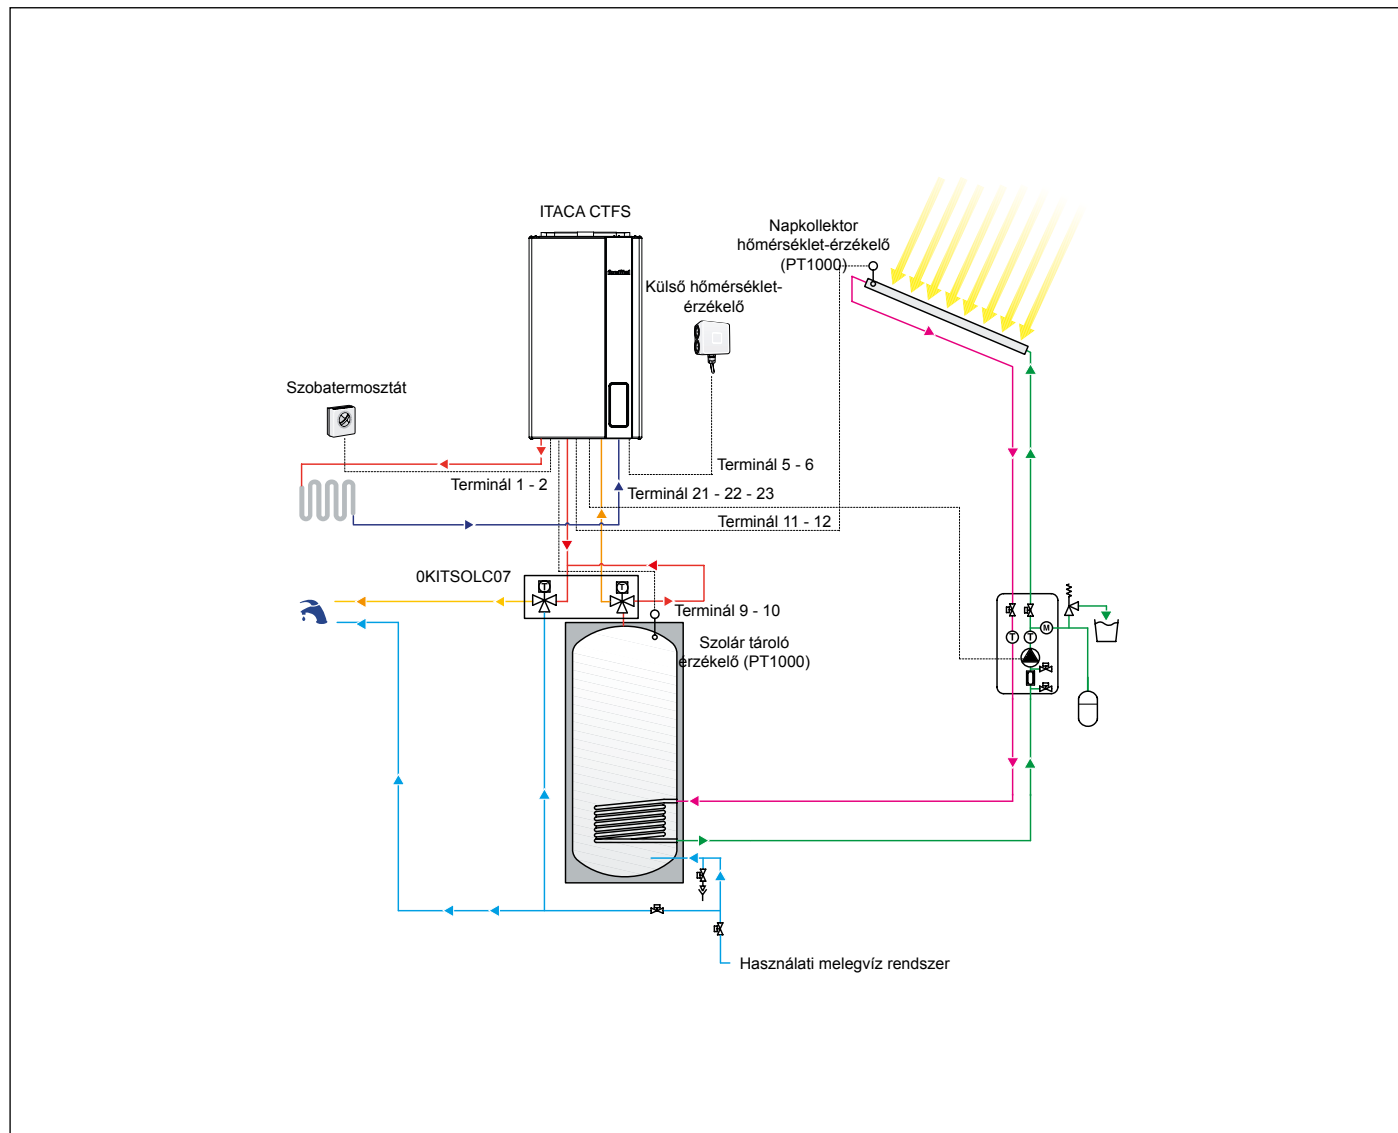 ITACA CTFS
Napkollektor
hőmérséklet-érzékelő
(PT1000)
Külső hőmérséklet-
érzékelő
Szobatermosztát
Terminál 5 - 6
Terminál 1 - 2
Terminál 21 - 22 - 23
Terminál 11 - 12
0KITSOLC07
T
T
Terminál 9 - 10
Szolár tároló
érzékelő (PT1000)
M
T
T
Használati melegvíz rendszer